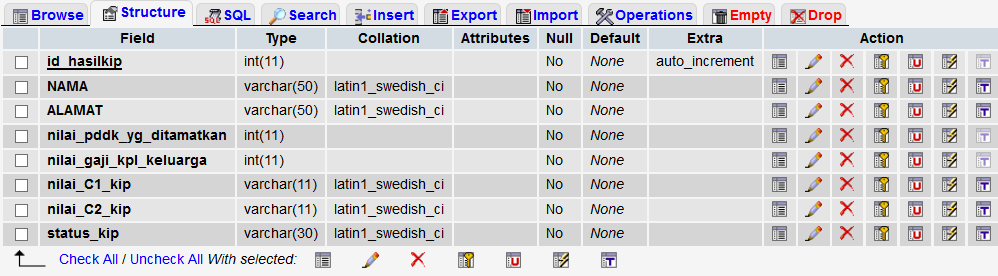 Browse Structure SQL Search Insert Export Import Operations Empty Drop
Field Type Collation Attributes Null Default Extra Action
id_hasilkip int(11) No None auto_increment
NAMA varchar(50) latin1_swedish_ci No None
ALAMAT varchar(50) latin1_swedish_ci No None
nilai_pddk_yg_ditamatkan int(11) No None
nilai_gaji_kpl_keluarga int(11) No None
nilai_C1_kip varchar(11) latin1_swedish_ci No None
nilai_C2_kip varchar(11) latin1_swedish_ci No None
status_kip varchar(30) latin1_swedish_ci No None
Check All / Uncheck All With selected: